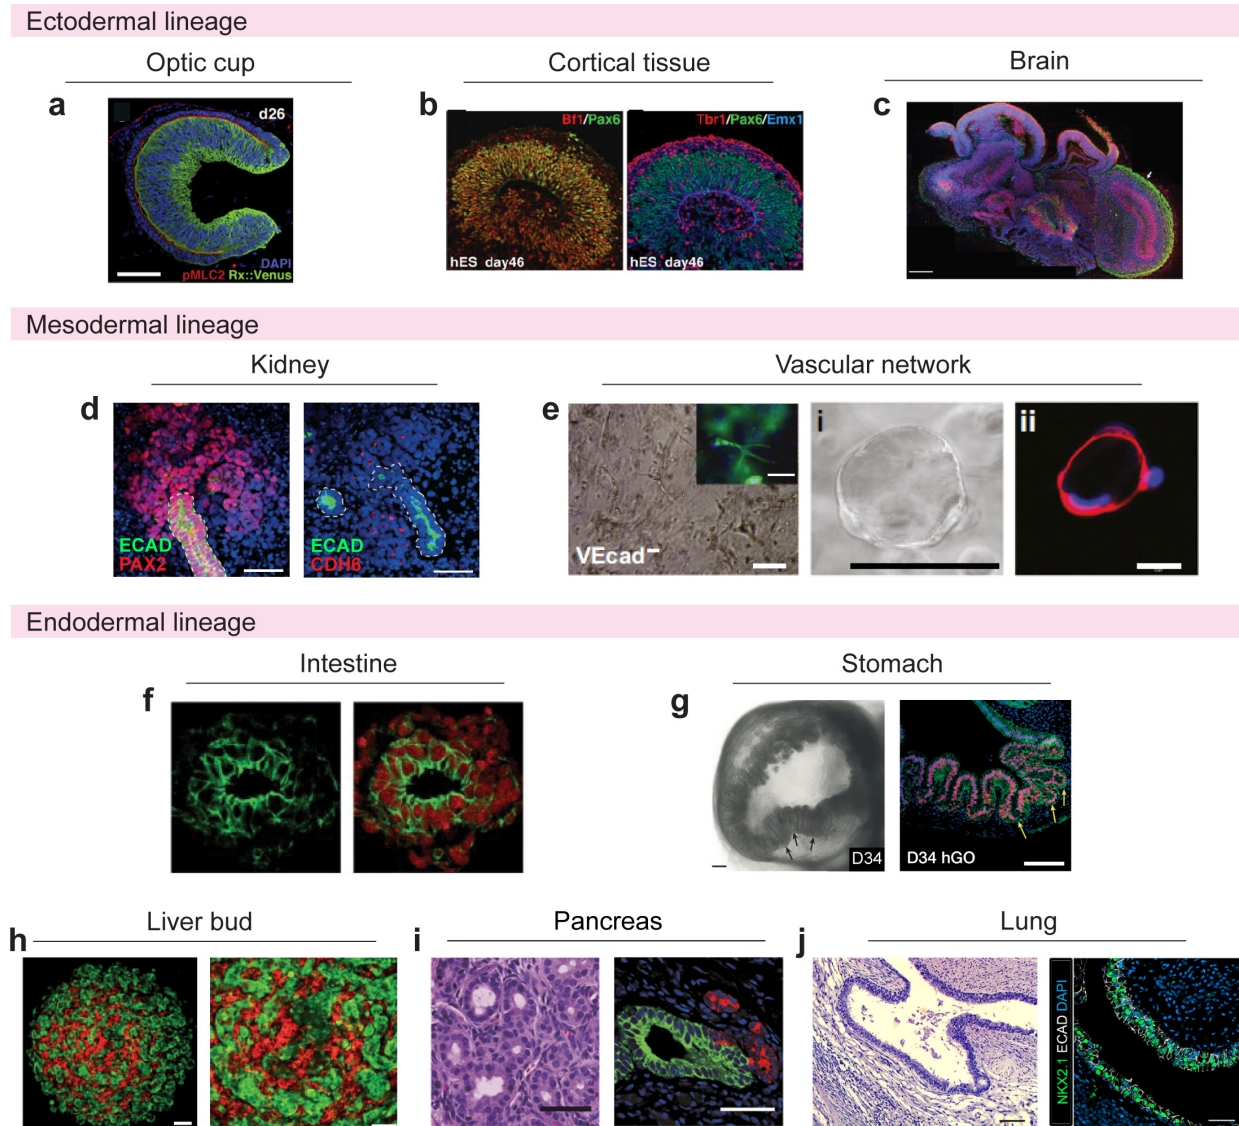 Ectodermal lineage
Optic cup
Cortical tissue
Brain
a
d26
DAPI
pMLC2 Rx::Venus
b
Bf1/Pax6
hES day46
Tbr1/Pax6/Emx1
hES day46
c
Mesodermal lineage
Kidney
Vascular network
d
ECAD
PAX2
ECAD
CDH6
e
VEcad–
i
ii
Endodermal lineage
Intestine
Stomach
f
g
D34
D34 hGO
Liver bud
Pancreas
Lung
h
i
j
NKX2.1 ECAD DAPI